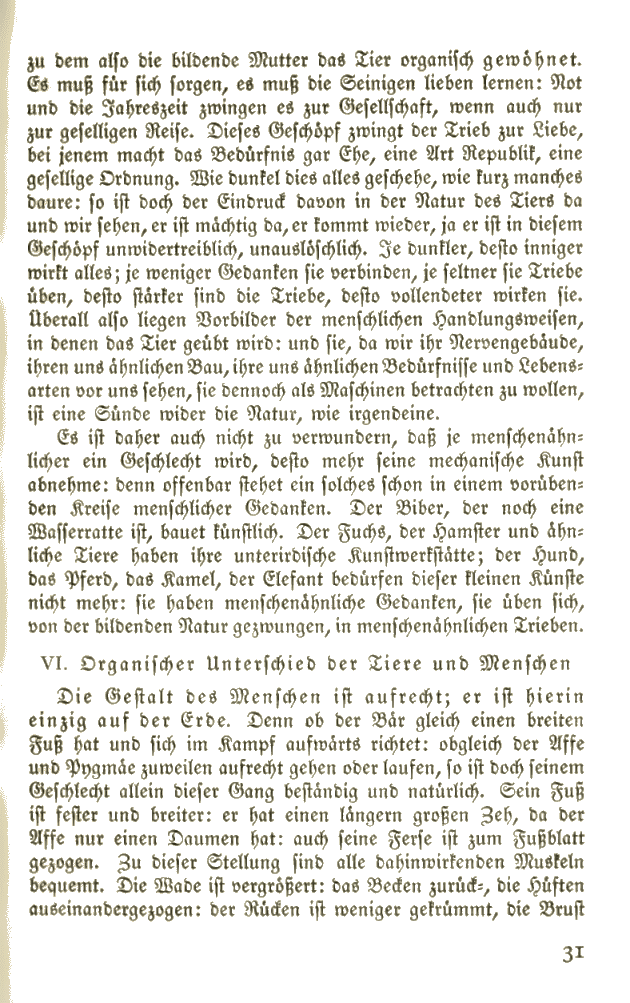 zu dem also die bildende Mutter das Tier organisch gewöhnet.
Es muß für sich sorgen, es muß die Seinigen lieben lernen: Not
und die Jahreszeit zwingen es zur Gesellschaft, wenn auch nur
zur geselligen Reise. Dieses Geschöpf zwingt der Trieb zur Liebe,
bei jenem macht das Bedürfnis gar Ehe, eine Art Republik, eine
gesellige Ordnung. Wie dunkel dies alles geschehe, wie kurz manches
daure: so ist doch der Eindruck davon in der Natur des Tiers da
und wir sehen, er ist mächtig da, er kommt wieder, ja er ist in diesem
Geschöpf unwidertreiblich, unauslöschlich. Je dunkler, desto inniger
wirkt alles; je weniger Gedanken sie verbinden, je seltner sie Triebe
üben, desto stärker sind die Triebe, desto vollendeter wirken sie.
Überall also liegen Vorbilder der menschlichen Handlungsweisen,
in denen das Tier geübt wird: und sie, da wir ihr Nervengebäude,
ihren uns ähnlichen Bau, ihre uns ähnlichen Bedürfnisse und Lebens-
arten vor uns sehen, sie dennoch als Maschinen betrachten zu wollen,
ist eine Sünde wider die Natur, wie irgendeine.
Es ist daher auch nicht zu verwundern, daß je menschenähn-
licher ein Geschlecht wird, desto mehr seine mechanische Kunst
abnehme: denn offenbar stehet ein solches schon in einem vorüben-
den Kreise menschlicher Gedanken. Der Biber, der noch eine
Wasserratte ist, bauet künstlich. Der Fuchs, der Hamster und ähn-
liche Tiere haben ihre unterirdische Kunstwerkstätte; der Hund,
das Pferd, das Kamel, der Elefant bedürfen dieser kleinen Künste
nicht mehr: sie haben menschenähnliche Gedanken, sie üben sich,
von der bildenden Natur gezwungen, in menschenähnlichen Trieben.
VI. Organischer Unterschied der Tiere und Menschen
Die Gestalt des Menschen ist aufrecht; er ist hierin
einzig auf der Erde. Denn ob der Bär gleich einen breiten
Fuß hat und sich im Kampf aufwärts richtet: obgleich der Affe
und Pygmäe zuweilen aufrecht gehen oder laufen, so ist doch seinem
Geschlecht allein dieser Gang beständig und natürlich. Sein Fuß
ist fester und breiter: er hat einen längern großen Zeh, da der
Affe nur einen Daumen hat: auch seine Ferse ist zum Fußblatt
gezogen. Zu dieser Stellung sind alle dahinwirkenden Muskeln
bequemt. Die Wade ist vergrößert: das Becken zurück-, die Hüften
auseinandergezogen: der Rücken ist weniger gekrümmt, die Brust
31